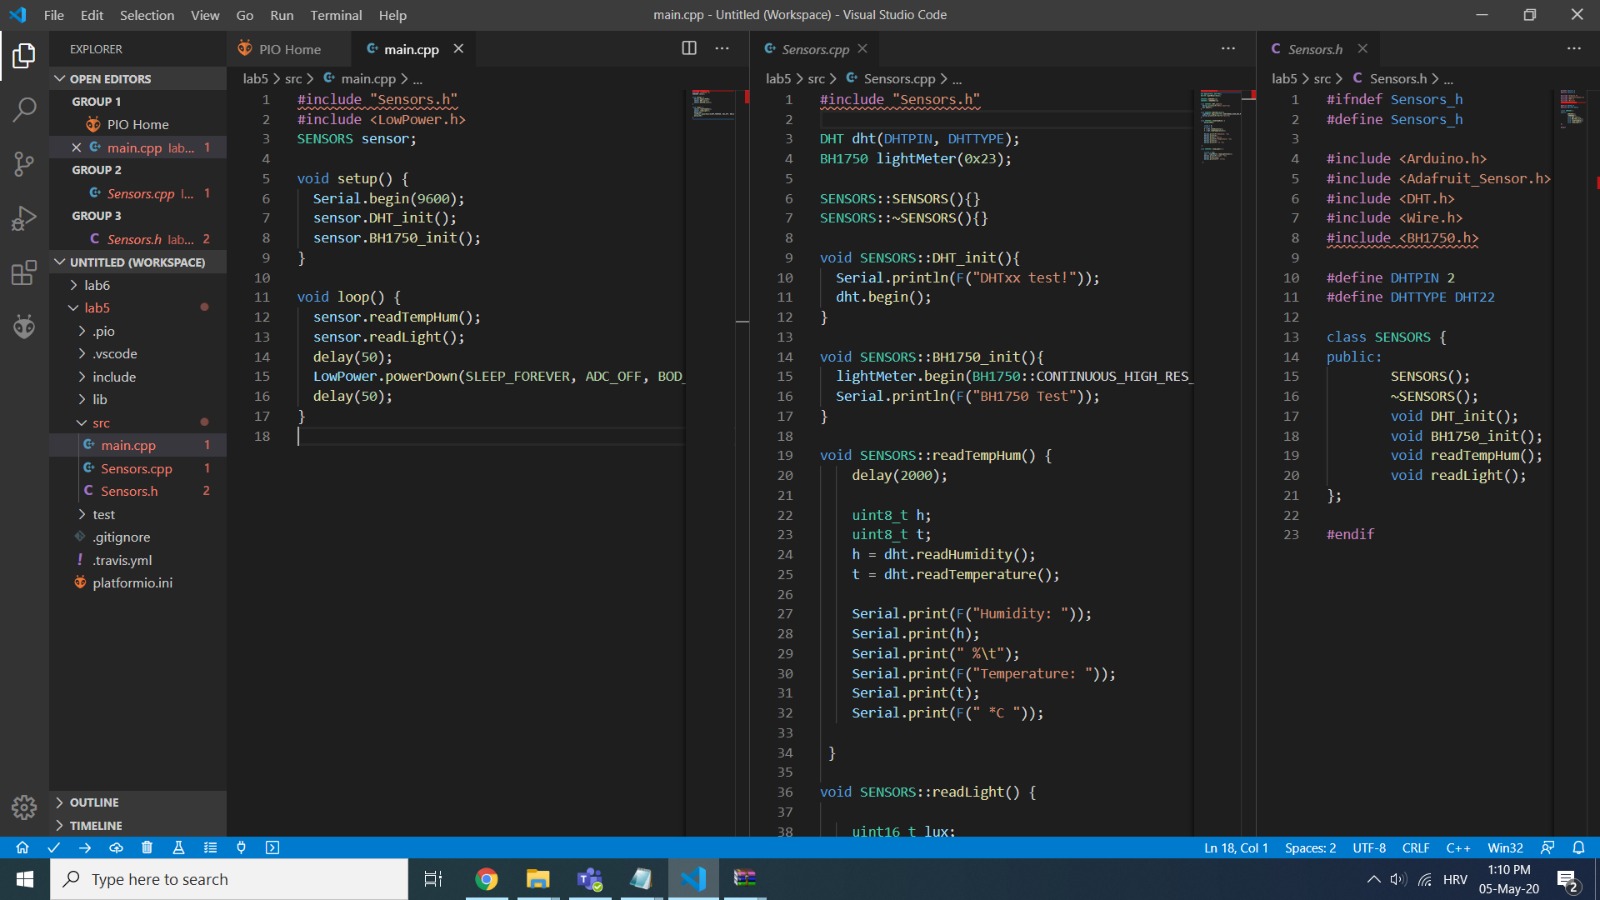 File Edit Selection View Go Run Terminal Help
main.cpp - Untitled (Workspace) - Visual Studio Code
EXPLORER
OPEN EDITORS
GROUP 1
PIO Home
main.cpp lab... 1
GROUP 2
Sensors.cpp l... 1
GROUP 3
Sensors.h lab... 2
UNTITLED (WORKSPACE)
lab6
lab5
.pio
.vscode
include
lib
src
main.cpp 1
Sensors.cpp 1
Sensors.h 2
test
.gitignore
.travis.yml
platformio.ini
OUTLINE
TIMELINE
PIO Home
main.cpp
lab5 > src > main.cpp > ...
1 #include "Sensors.h"
2 #include <LowPower.h>
3 SENSORS sensor;
4
5 void setup() {
6 Serial.begin(9600);
7 sensor.DHT_init();
8 sensor.BH1750_init();
9 }
10
11 void loop() {
12 sensor.readTempHum();
13 sensor.readLight();
14 delay(50);
15 LowPower.powerDown(SLEEP_FOREVER, ADC_OFF, BOD_
16 delay(50);
17 }
18
Sensors.cpp
lab5 > src > Sensors.cpp > ...
1 #include "Sensors.h"
2
3 DHT dht(DHTPIN, DHTTYPE);
4 BH1750 lightMeter(0x23);
5
6 SENSORS::SENSORS(){}
7 SENSORS::~SENSORS(){}
8
9 void SENSORS::DHT_init(){
10 Serial.println(F("DHTxx test!"));
11 dht.begin();
12 }
13
14 void SENSORS::BH1750_init(){
15 lightMeter.begin(BH1750::CONTINUOUS_HIGH_RES_
16 Serial.println(F("BH1750 Test"));
17 }
18
19 void SENSORS::readTempHum() {
20 delay(2000);
21
22 uint8_t h;
23 uint8_t t;
24 h = dht.readHumidity();
25 t = dht.readTemperature();
26
27 Serial.print(F("Humidity: "));
28 Serial.print(h);
29 Serial.print(" %\t");
30 Serial.print(F("Temperature: "));
31 Serial.print(t);
32 Serial.print(F(" *C "));
33
34 }
35
36 void SENSORS::readLight() {
37
38 uint16_t lux;
Sensors.h
lab5 > src > Sensors.h > ...
1 #ifndef Sensors_h
2 #define Sensors_h
3
4 #include <Arduino.h>
5 #include <Adafruit_Sensor.h>
6 #include <DHT.h>
7 #include <Wire.h>
8 #include <BH1750.h>
9
10 #define DHTPIN 2
11 #define DHTTYPE DHT22
12
13 class SENSORS {
14 public:
15 SENSORS();
16 ~SENSORS();
17 void DHT_init();
18 void BH1750_init();
19 void readTempHum();
20 void readLight();
21 };
22
23 #endif
Ln 18, Col 1 Spaces: 2 UTF-8 CRLF C++ Win32
Type here to search
HRV
1:10 PM
05-May-20
2